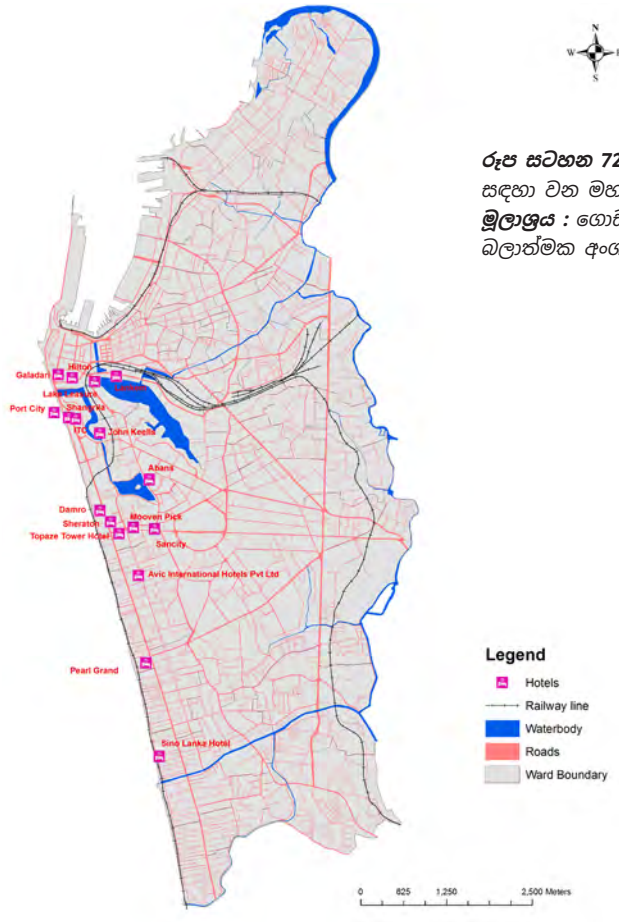 N
W
S
රූප සටහන 72
සඳහා වන මහ
මූලාශ්‍රය :
බලාත්මක
Hilton
Galadari
Lake Leasure
Port City
Shangrila
ITC
John Keells
Abans
Damro
Mooven Pick
Sheraton
Topaze Tower Hotel
Sancity
Avic International Hotels Pvt Ltd
Pearl Grand
Sino Lanka Hotel
Legend
Hotels
Railway line
Waterbody
Roads
Ward Boundary
0 625 1,250 2,500 Meters